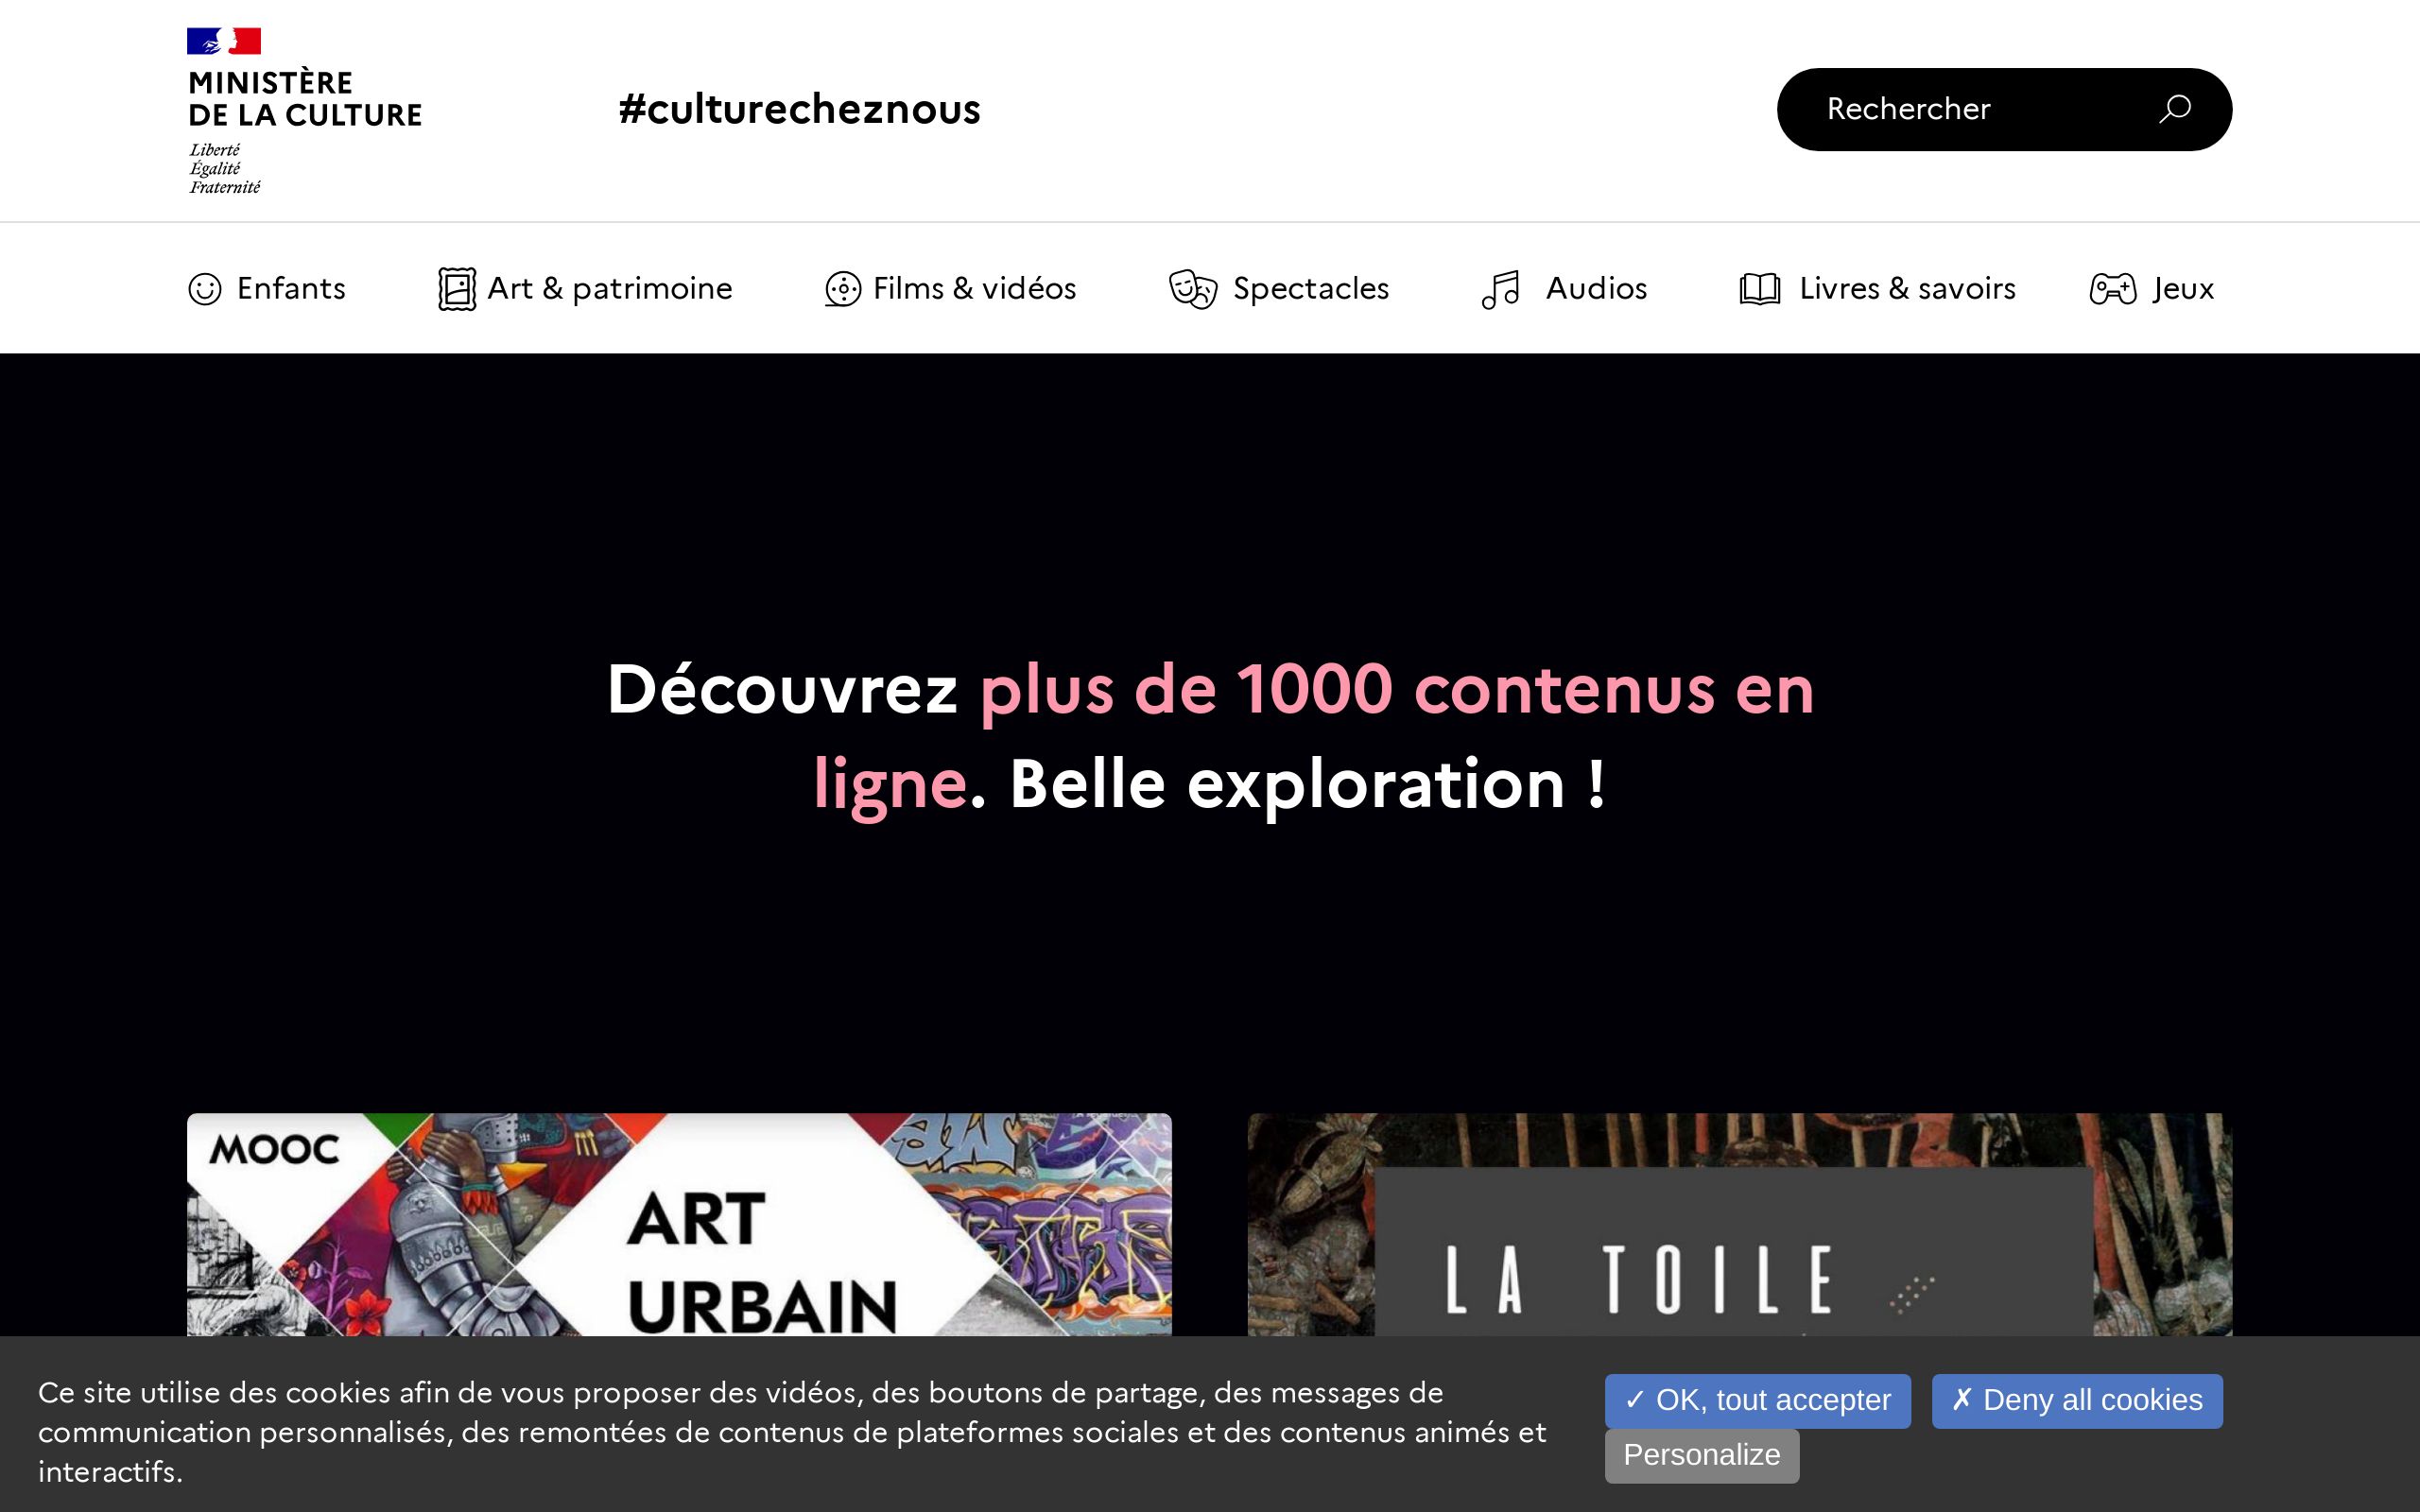 MINISTÈRE
DE LA CULTURE
Liberté
Égalité
Fraternité
#culturecheznous
Rechercher
Enfants
Art & patrimoine
Films & vidéos
Spectacles
Audios
Livres & savoirs
Jeux
Découvrez plus de 1000 contenus en
ligne. Belle exploration !
MOOC
ART
URBAIN
LA TOILE
Ce site utilise des cookies afin de vous proposer des vidéos, des boutons de partage, des messages de
communication personnalisés, des remontées de contenus de plateformes sociales et des contenus animés et
interactifs.
✓ OK, tout accepter
✗ Deny all cookies
Personalize